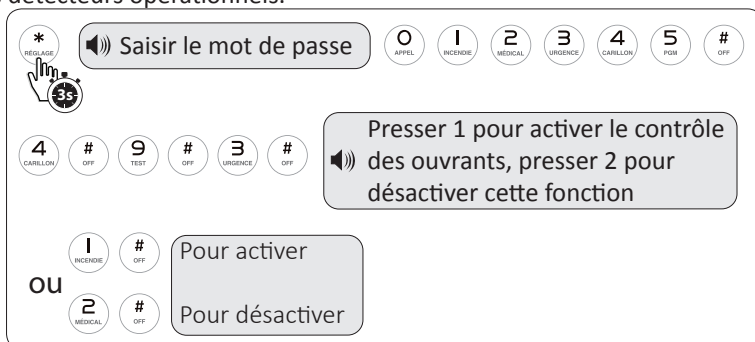 détecteurs opérationnels.
* RÉGLAGE 3s Saisir le mot de passe 0 APPEL 1 INCENDIE 2 MÉDICAL 3 URGENCE 4 CARILLON 5 PGM # OFF
4 CARILLON # OFF 9 TEST # OFF 3 URGENCE # OFF
Presser 1 pour activer le contrôle
des ouvrants, presser 2 pour
désactiver cette fonction
1 INCENDIE # OFF Pour activer
ou
2 MÉDICAL # OFF Pour désactiver